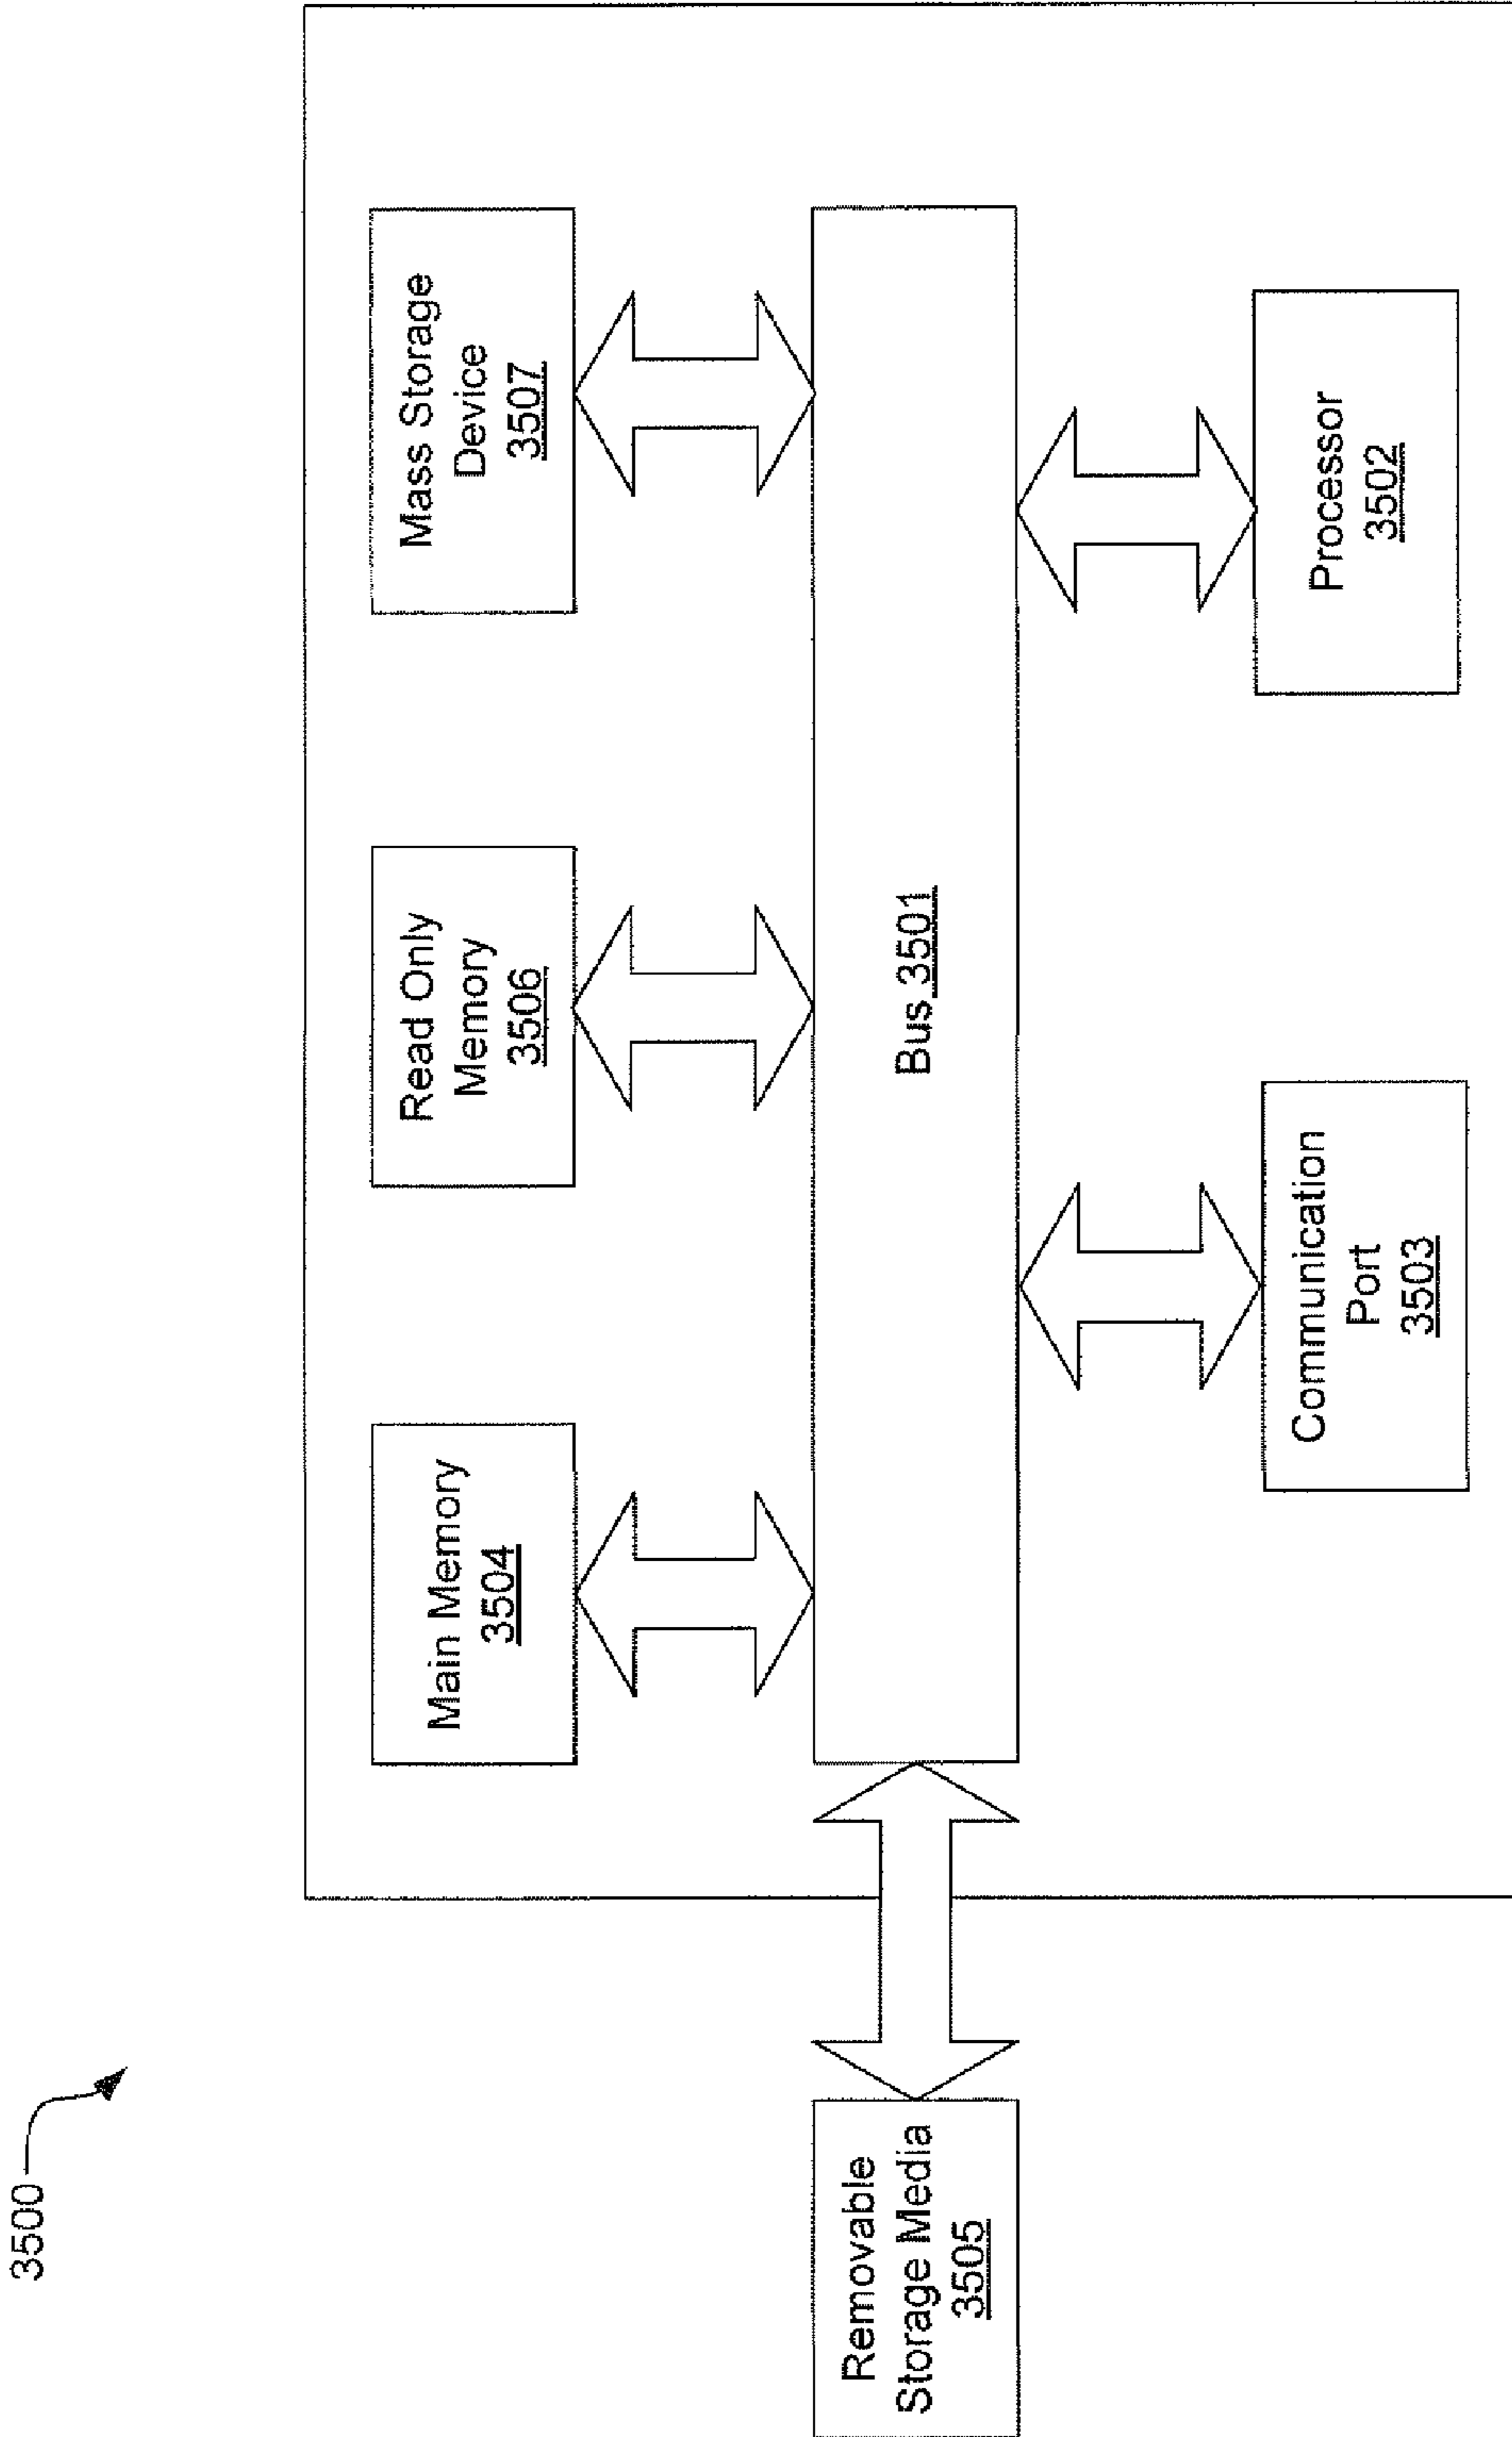 3500
Main Memory
3504
Read Only
Memory
3506
Mass Storage
Device
3507
Removable
Storage Media
3505
Bus 3501
Communication
Port
3503
Processor
3502